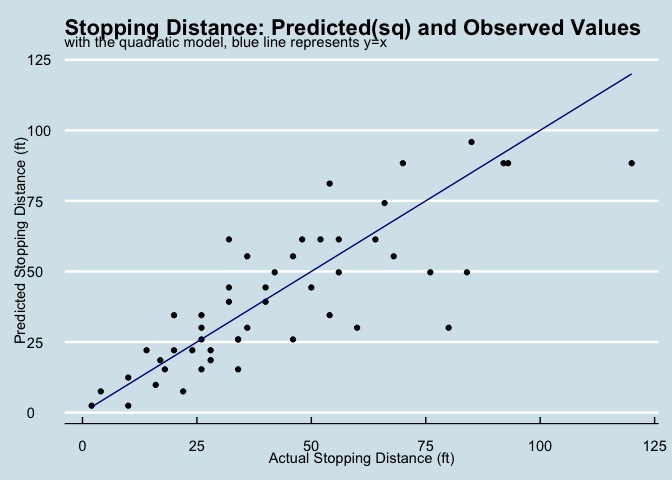 Stopping Distance: Predicted(sq) and Observed Values
with the quadratic model, blue line represents y=x
125
100
75
50
25
0
Predicted Stopping Distance (ft)
0 25 50 75 100 125
Actual Stopping Distance (ft)